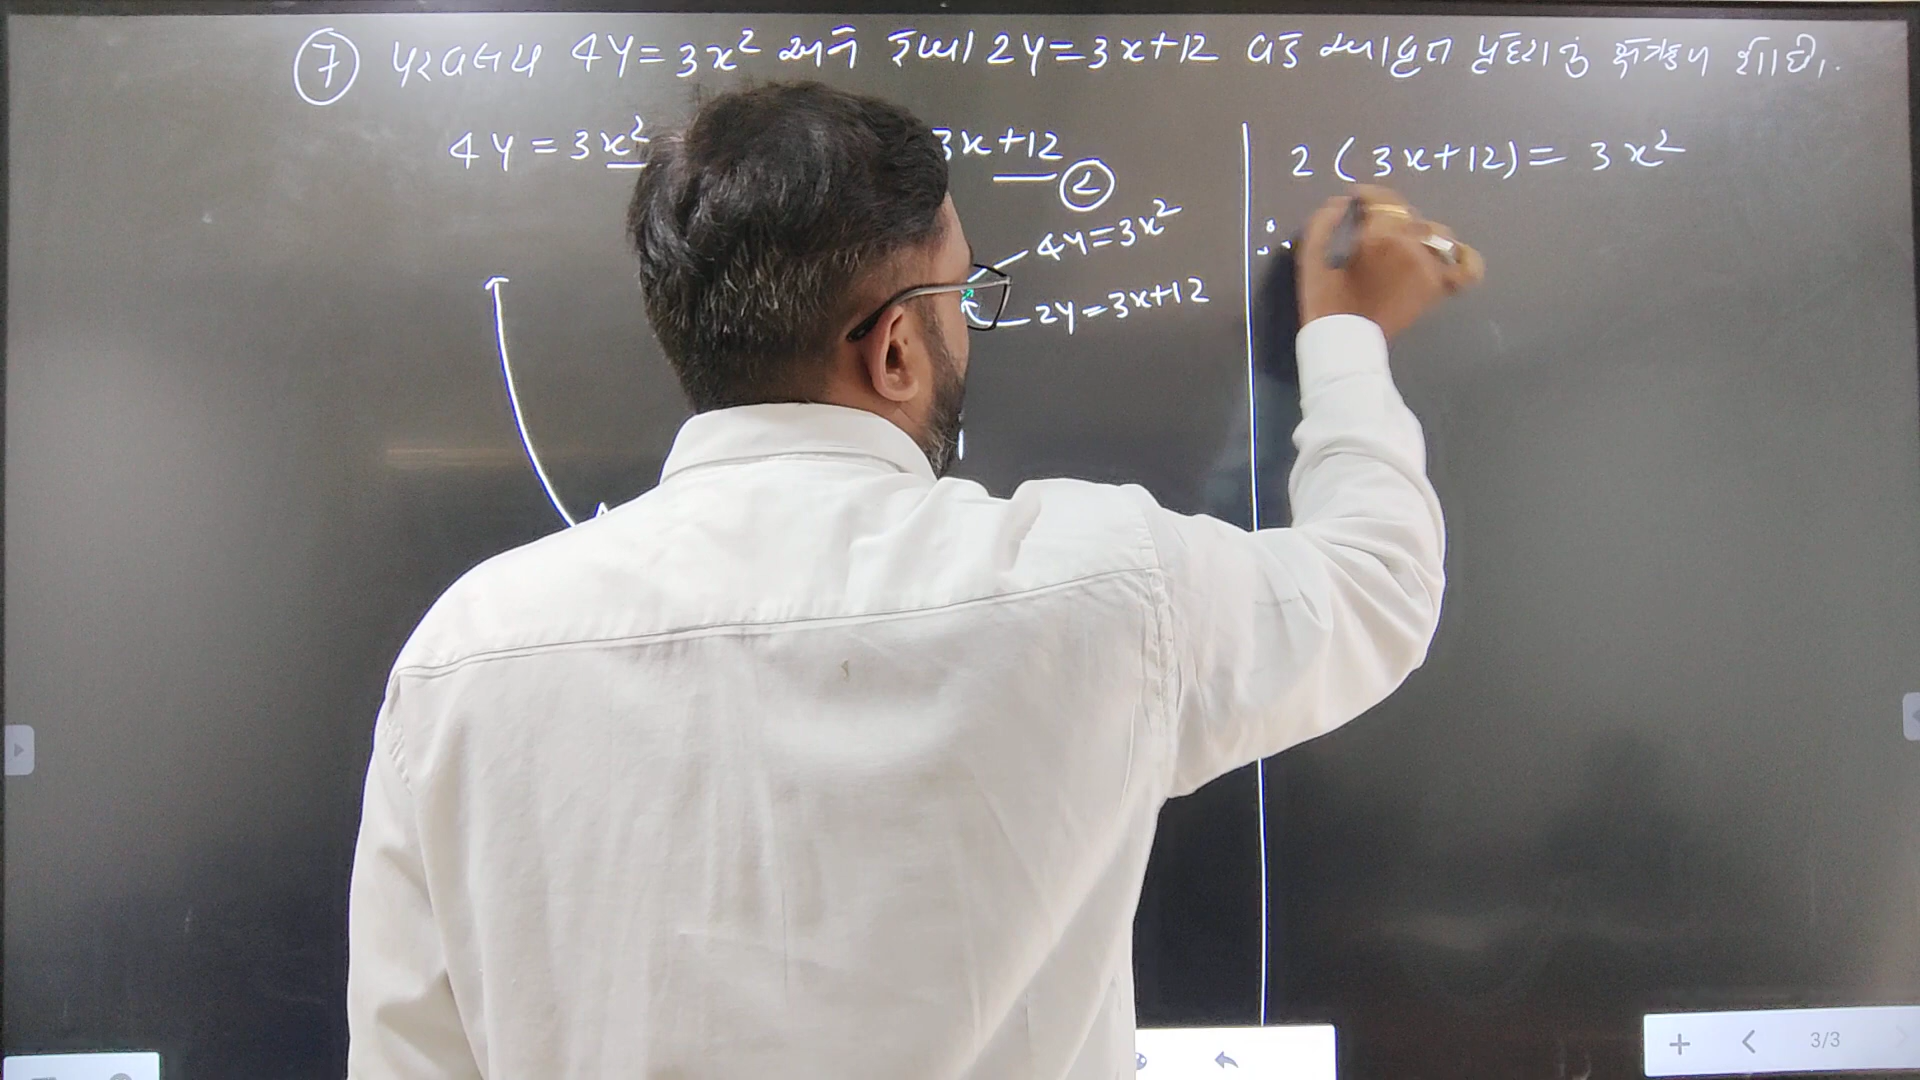 ⑦ પરવલય 4y = 3x² અને રેખા 2y = 3x+12 વડે આવૃત્ત પ્રદેશનું ક્ષેત્રફળ શોધો.
4y = 3x²
3x+12
②
4y = 3x²
2y = 3x+12
2 (3x+12) = 3x²
3/3